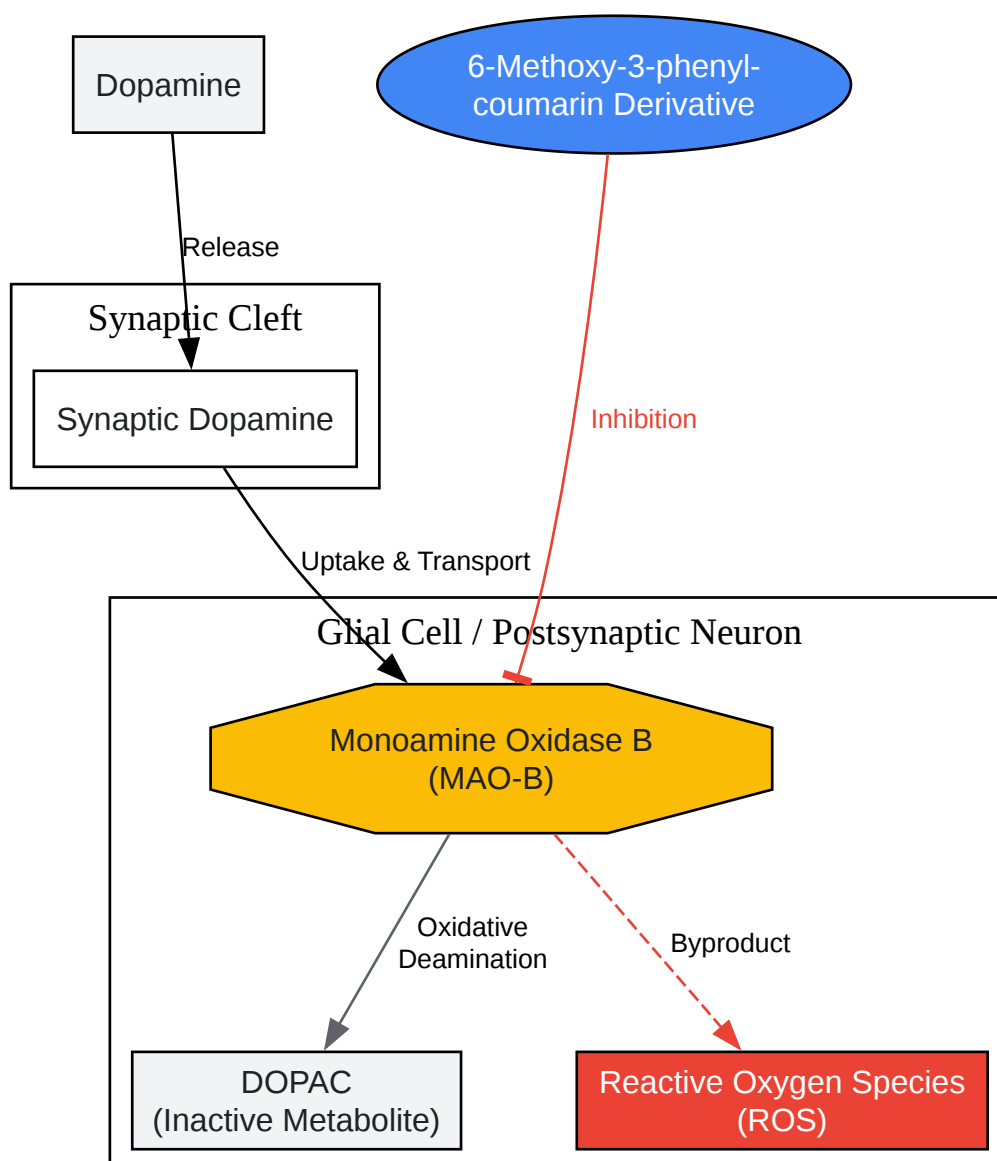 Dopamine
6-Methoxy-3-phenyl-
coumarin Derivative
Release
Synaptic Cleft
Synaptic Dopamine
Inhibition
Uptake & Transport
Glial Cell / Postsynaptic Neuron
Monoamine Oxidase B
(MAO-B)
Oxidative
Deamination
Byproduct
DOPAC
(Inactive Metabolite)
Reactive Oxygen Species
(ROS)